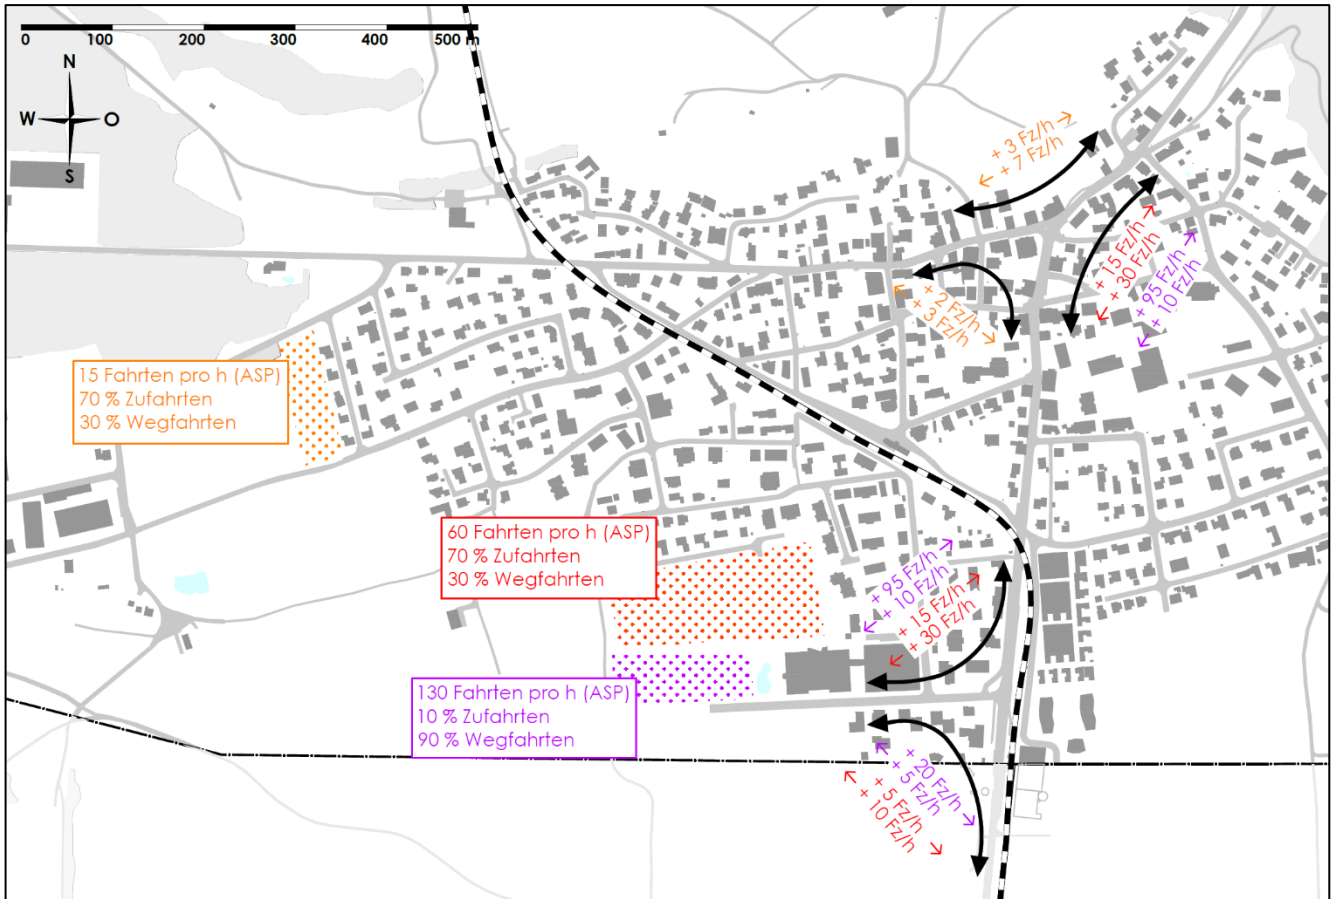 0 100 200 300 400 500 m
N
W O
S
+ 3 Fz/h →
← + 7 Fz/h
+ 15 Fz/h →
← + 30 Fz/h
+95 Fz/h →
← + 10 Fz/h
← + 2 Fz/h
+ 3 Fz/h →
15 Fahrten pro h (ASP)
70 % Zufahrten
30 % Wegfahrten
60 Fahrten pro h (ASP)
70 % Zufahrten
30 % Wegfahrten
+ 95 Fz/h →
← + 10 Fz/h
+ 15 Fz/h →
← + 30 Fz/h
130 Fahrten pro h (ASP)
10 % Zufahrten
90 % Wegfahrten
+ 20 Fz/h →
← + 5 Fz/h
+ 5 Fz/h →
← + 10 Fz/h